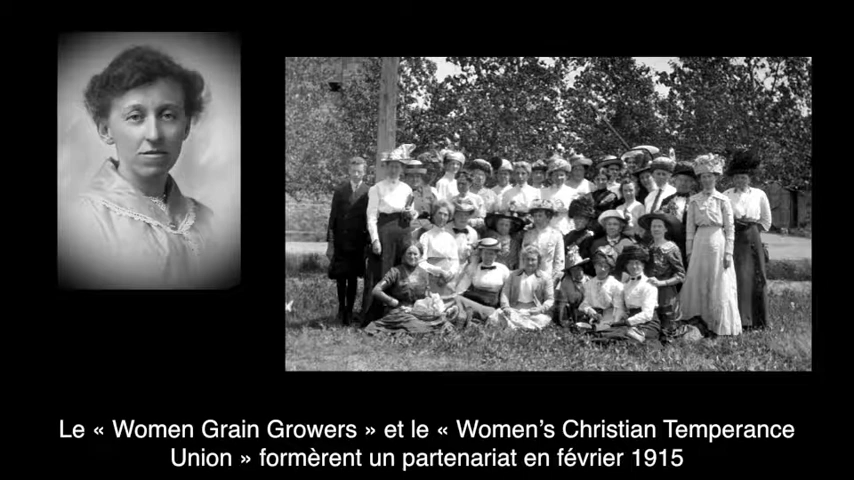 Le « Women Grain Growers » et le « Women’s Christian Temperance
Union » formèrent un partenariat en février 1915